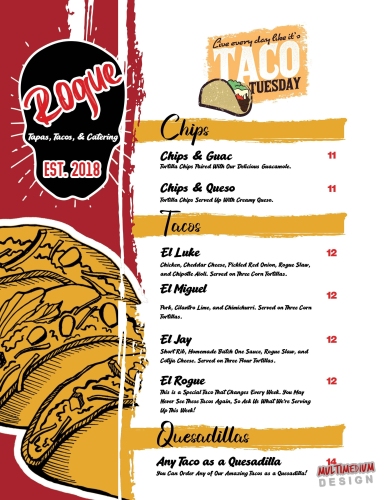 Rogue
Tapas, Tacos, & Catering
EST. 2018
Live every day like it's
TACO
TUESDAY
Chips
Chips & Guac 11
Tortilla Chips Paired With Our Delicious Guacamole.
Chips & Queso 11
Tortilla Chips Served Up With Creamy Queso.
Tacos
El Luke 12
Chicken, Cheddar Cheese, Pickled Red Onion, Rogue Slaw,
and Chipotle Aioli. Served on Three Corn Tortillas.
El Miguel 12
Pork, Cilantro Lime, and Chimichurri. Served on Three Corn
Tortillas.
El Jay 12
Short Rib, Homemade Batch One Sauce, Rogue Slaw, and
Cotija Cheese. Served on Three Flour Tortillas.
El Rogue 12
This is a Special Taco That Changes Every Week. You May
Never See These Tacos Again, So Ask Us What We're Serving
Up This Week!
Quesadillas
Any Taco as a Quesadilla 14
You Can Order Any of Our Amazing Tacos as a Quesadilla!
MULTIMEDIUM
DESIGN